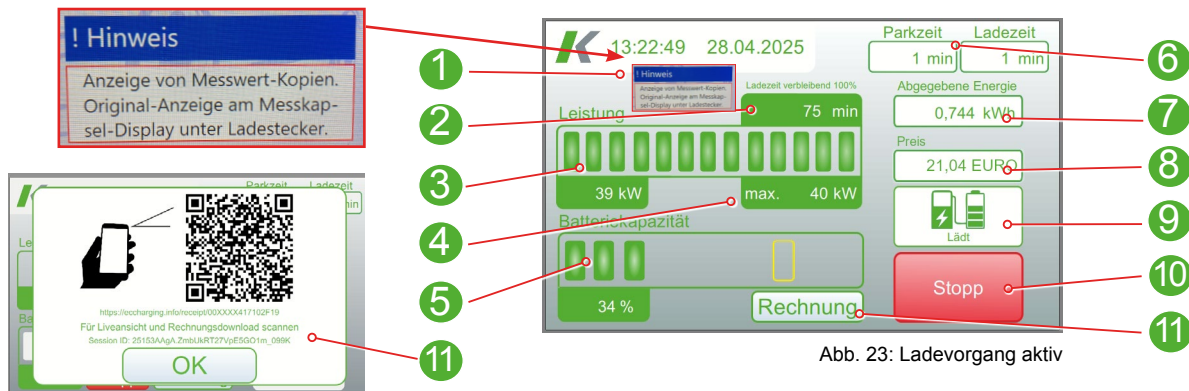 ! Hinweis
Anzeige von Messwert-Kopien.
Original-Anzeige am Messkap-
sel-Display unter Ladestecker.
Parkzeit Ladezeit
min
Le
Ba
https://eccharging.info/receipt/00XXXX417102F19
Für Liveansicht und Rechnungsdownload scannen
Session ID: 25153AAgA.ZmbUkRT27VpE5GO1m_099K
OK
11
1
2
3
4
5
13:22:49 28.04.2025
! Hinweis
Anzeige von Messwert-Kopien.
Original-Anzeige am Messkap-
sel-Display unter Ladestecker.
Parkzeit Ladezeit
1 min 1 min
Ladezeit verbleibend 100%
75 min
Leistung
39 kW
max. 40 kW
Batteriekapazität
34 %
Rechnung
Abgegebene Energie
0,744 kWh
Preis
21,04 EURO
Lädt
Stopp
6
7
8
9
10
11
Abb. 23: Ladevorgang aktiv